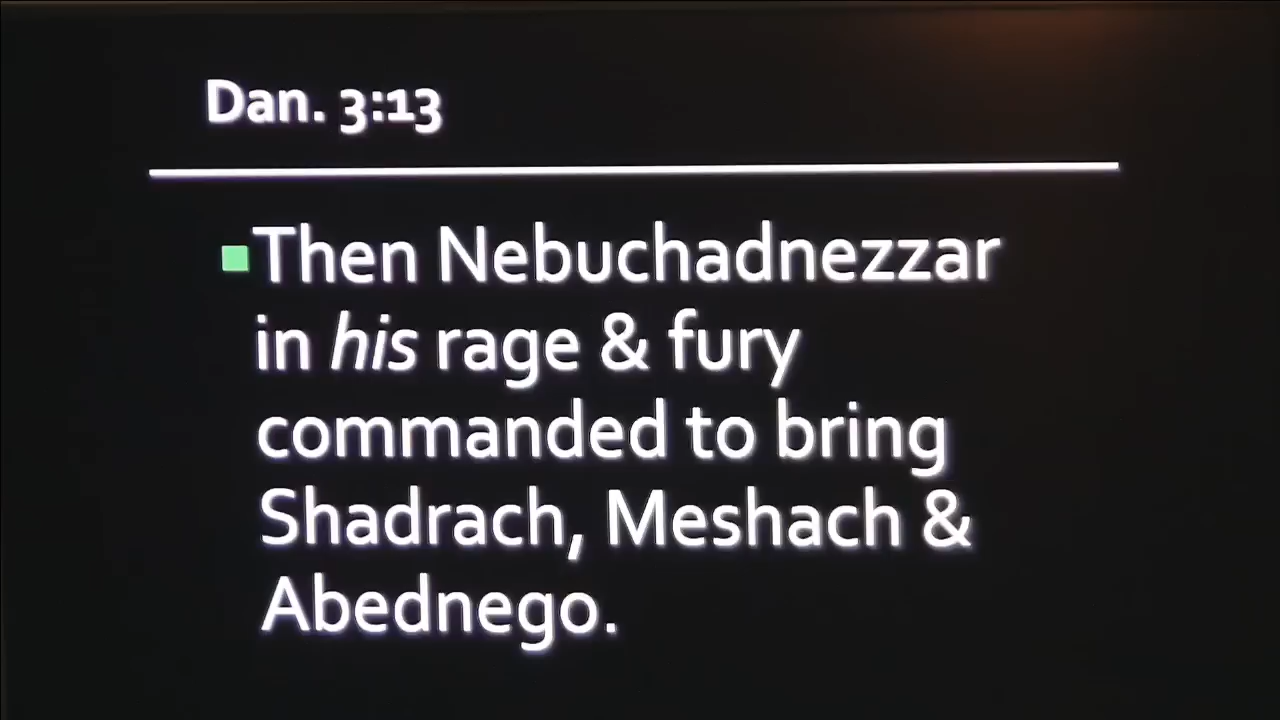 Dan. 3:13
Then Nebuchadnezzar
in his rage & fury
commanded to bring
Shadrach, Meshach &
Abednego.